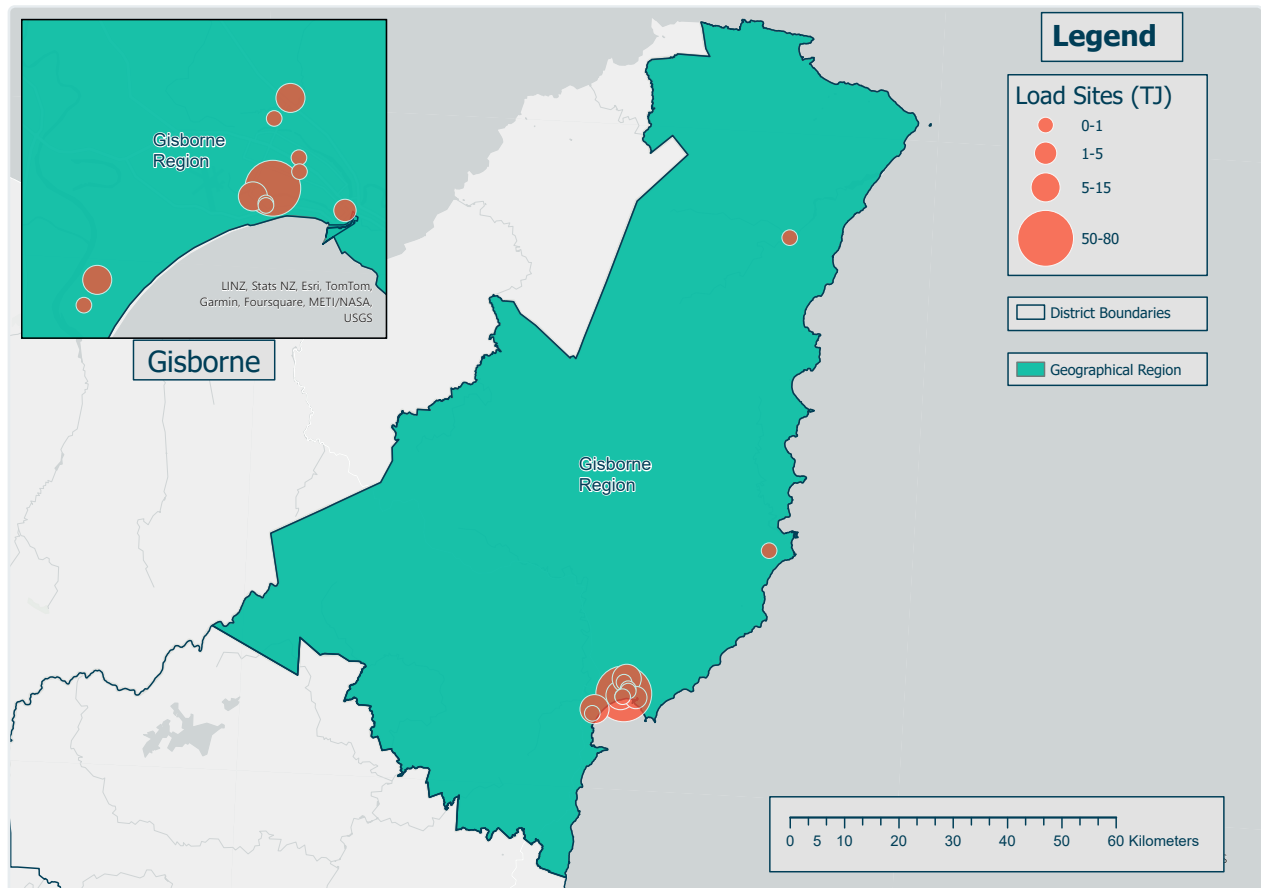 Gisborne
Region
LINZ, Stats NZ, Esri, TomTom,
Garmin, Foursquare, METI/NASA,
USGS
Gisborne
Legend
Load Sites (TJ)
0-1
1-5
5-15
50-80
District Boundaries
Geographical Region
Gisborne
Region
0 5 10 20 30 40 50 60 Kilometers